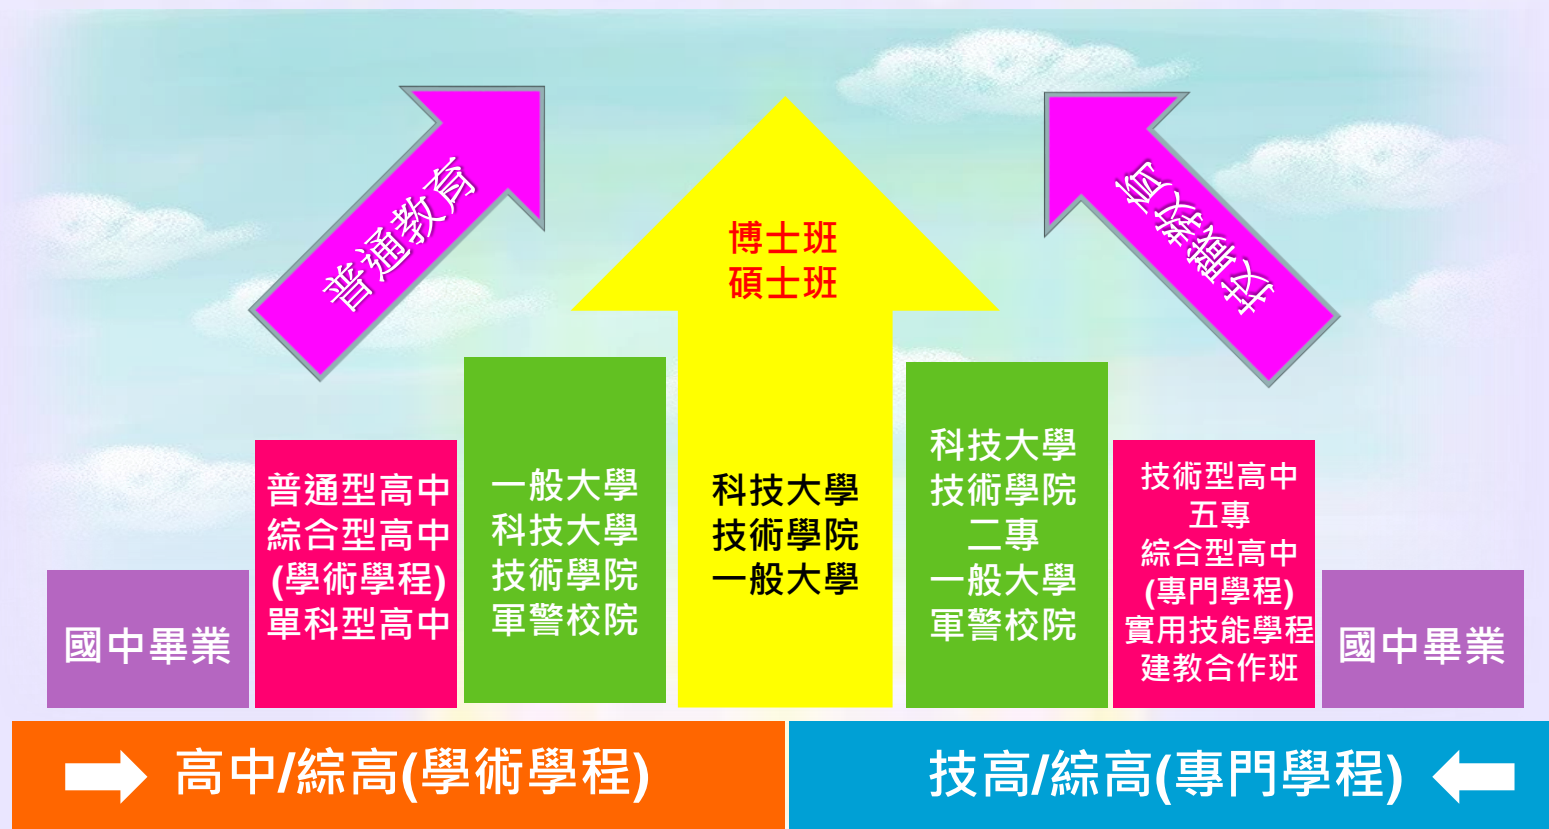 普通教育
技職教育
博士班
碩士班
科技大學
技術學院
一般大學
國中畢業
普通型高中
綜合型高中
(學術學程)
單科型高中
一般大學
科技大學
技術學院
軍警校院
科技大學
技術學院
二專
一般大學
軍警校院
技術型高中
五專
綜合型高中
(專門學程)
實用技能學程
建教合作班
國中畢業
高中/綜高(學術學程)
技高/綜高(專門學程)